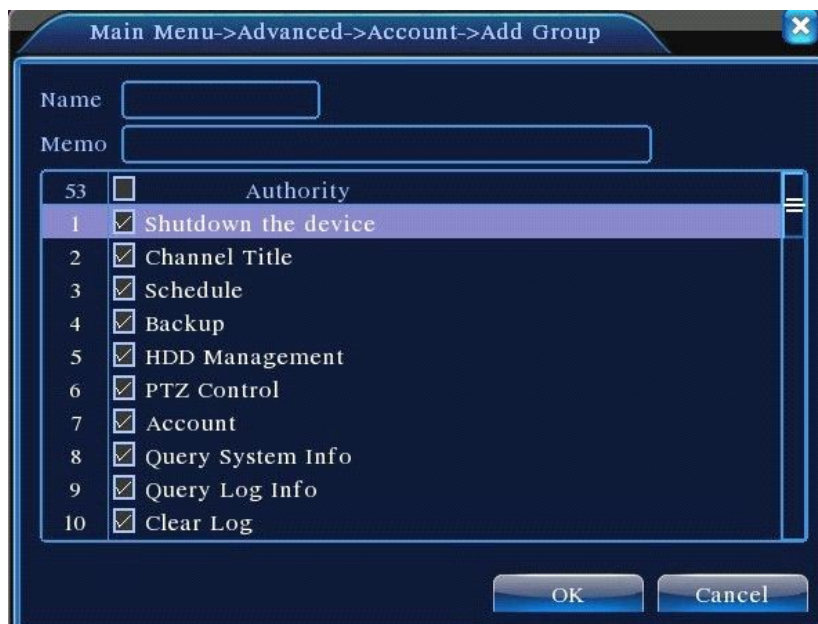 Main Menu->Advanced->Account->Add Group
Name
Memo
53 Authority
1 Shutdown the device
2 Channel Title
3 Schedule
4 Backup
5 HDD Management
6 PTZ Control
7 Account
8 Query System Info
9 Query Log Info
10 Clear Log
OK Cancel